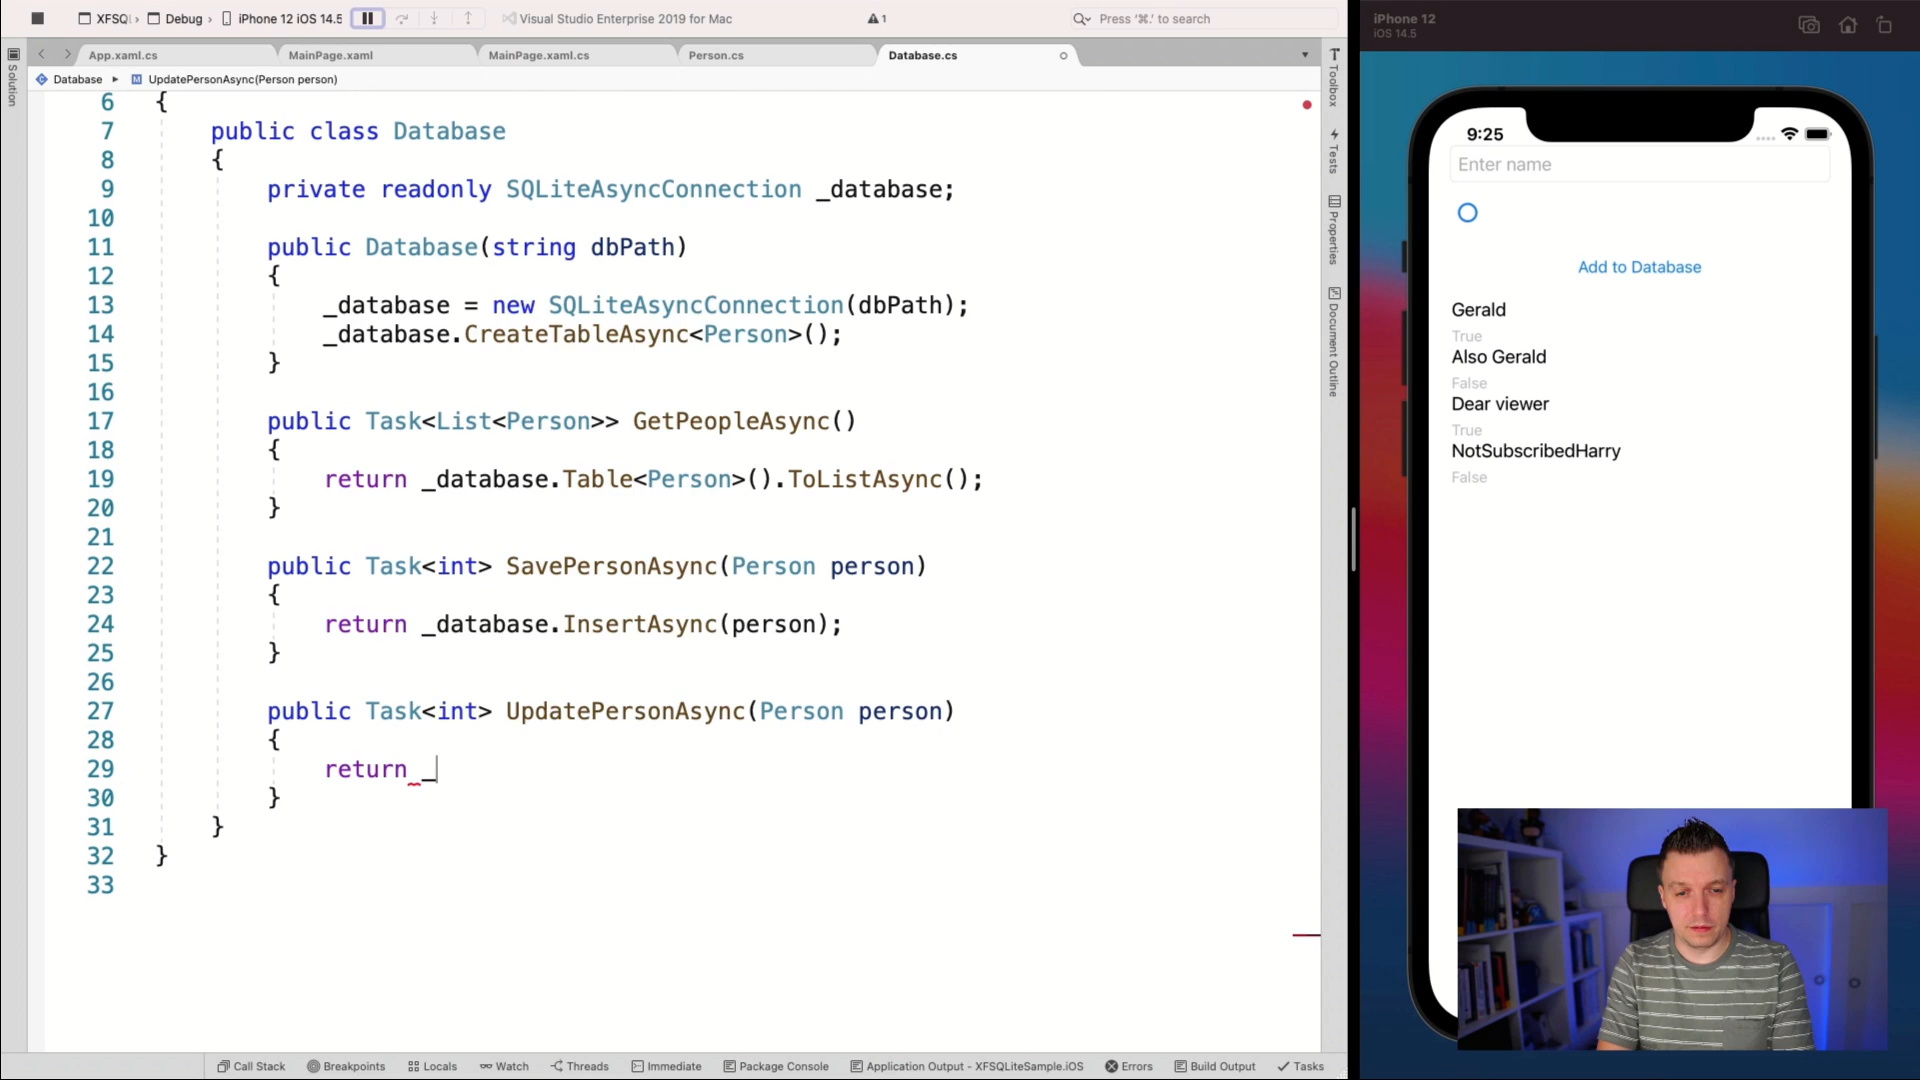 XFSQ› Debug › iPhone 12 iOS 14.5
Visual Studio Enterprise 2019 for Mac
1
Press '⌘.' to search
Solution
App.xaml.cs
MainPage.xaml
MainPage.xaml.cs
Person.cs
Database.cs
Database ▸ UpdatePersonAsync(Person person)
6 {
7 public class Database
8 {
9 private readonly SQLiteAsyncConnection _database;
10
11 public Database(string dbPath)
12 {
13 _database = new SQLiteAsyncConnection(dbPath);
14 _database.CreateTableAsync<Person>();
15 }
16
17 public Task<List<Person>> GetPeopleAsync()
18 {
19 return _database.Table<Person>().ToListAsync();
20 }
21
22 public Task<int> SavePersonAsync(Person person)
23 {
24 return _database.InsertAsync(person);
25 }
26
27 public Task<int> UpdatePersonAsync(Person person)
28 {
29 return _
30 }
31 }
32 }
33
Toolbox
Tests
Properties
Document Outline
Call Stack
Breakpoints
Locals
Watch
Threads
Immediate
Package Console
Application Output - XFSQLiteSample.iOS
Errors
Build Output
Tasks
iPhone 12
iOS 14.5
9:25
Enter name
Add to Database
Gerald
True
Also Gerald
False
Dear viewer
True
NotSubscribedHarry
False